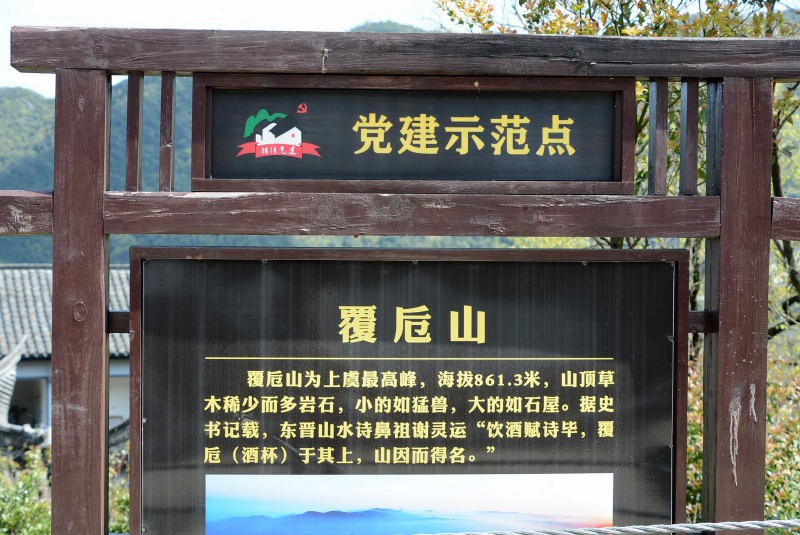 党建示范点
覆卮山
覆卮山为上虞最高峰，海拔861.3米，山顶草
木稀少而多岩石，小的如猛兽，大的如石屋。据史
书记载，东晋山水诗鼻祖谢灵运“饮酒赋诗毕，覆
卮（酒杯）于其上，山因而得名。”